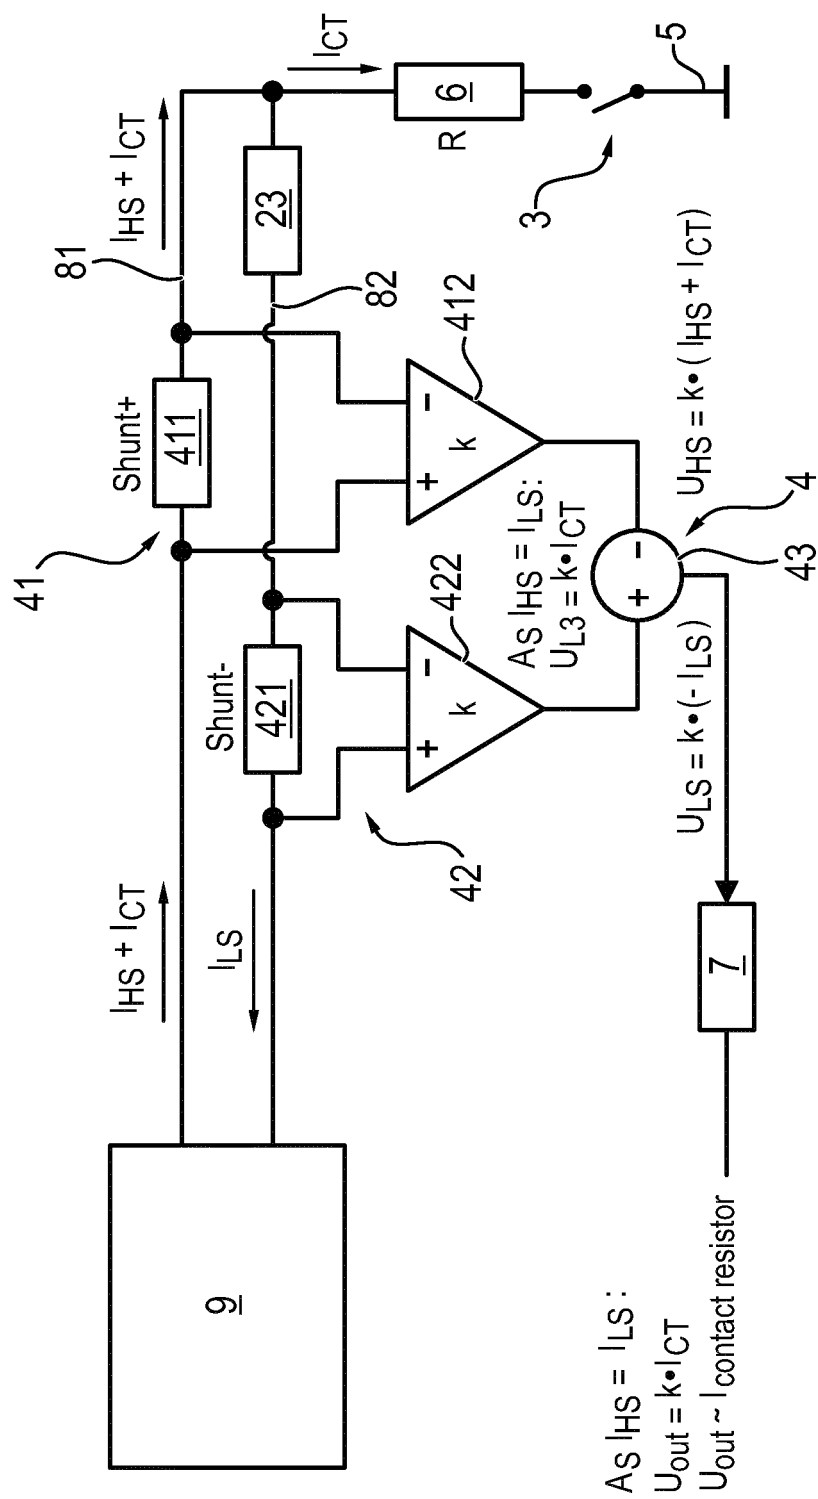 I_HS + I_CT
81
I_HS + I_CT
I_CT
Shunt+
411
41
23
82
6
R
5
3
Shunt-
421
I_LS
9
+
-
k
412
+
-
k
422
42
As I_HS = I_LS:
U_L3 = k•I_CT
U_HS = k•(I_HS + I_CT)
+
-
4
43
U_LS = k•(-I_LS)
7
As I_HS = I_LS :
U_out = k•I_CT
U_out ~ I_contact resistor